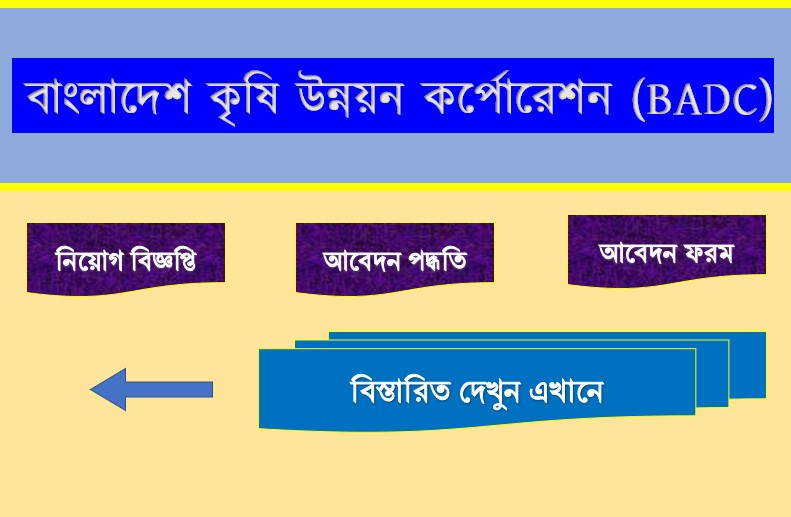 বাংলাদেশ কৃষি উন্নয়ন কর্পোরেশন (BADC)
নিয়োগ বিজ্ঞপ্তি
আবেদন পদ্ধতি
আবেদন ফরম
বিস্তারিত দেখুন এখানে